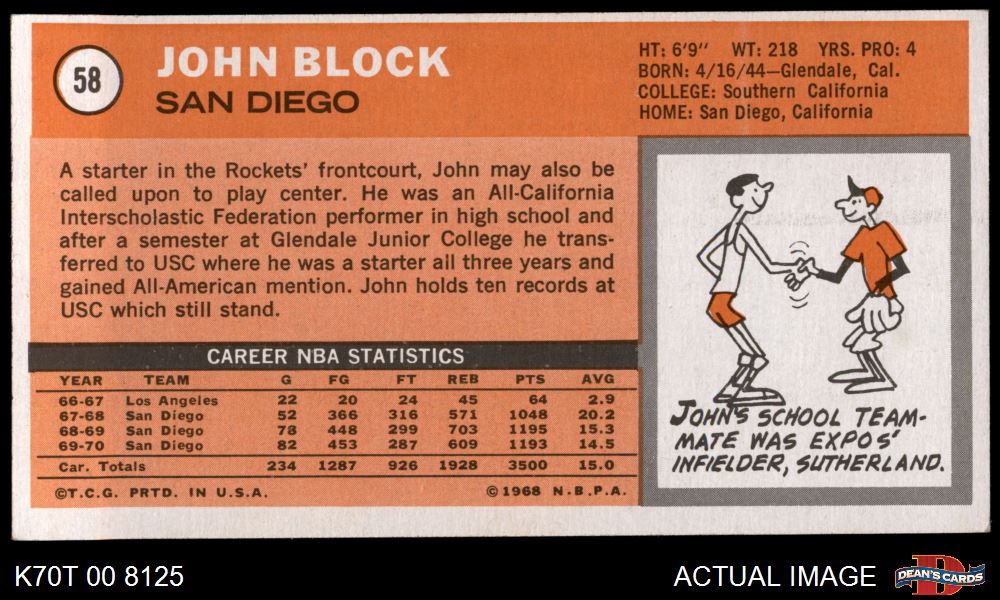 58
JOHN BLOCK
SAN DIEGO
HT: 6'9" WT: 218 YRS. PRO: 4
BORN: 4/16/44—Glendale, Cal.
COLLEGE: Southern California
HOME: San Diego, California
A starter in the Rockets' frontcourt, John may also be
called upon to play center. He was an All-California
Interscholastic Federation performer in high school and
after a semester at Glendale Junior College he trans-
ferred to USC where he was a starter all three years and
gained All-American mention. John holds ten records at
USC which still stand.
CAREER NBA STATISTICS
YEAR TEAM G FG FT REB PTS AVG
66-67 Los Angeles 22 20 24 45 64 2.9
67-68 San Diego 52 366 316 571 1048 20.2
68-69 San Diego 78 448 299 703 1195 15.3
69-70 San Diego 82 453 287 609 1193 14.5
Car. Totals 234 1287 926 1928 3500 15.0
©T.C.G. PRTD. IN U.S.A. ©1968 N.B.P.A.
JOHN'S SCHOOL TEAM-
MATE WAS EXPOS'
INFIELDER, SUTHERLAND.
K70T 00 8125
ACTUAL IMAGE
D
DEAN'S CARDS